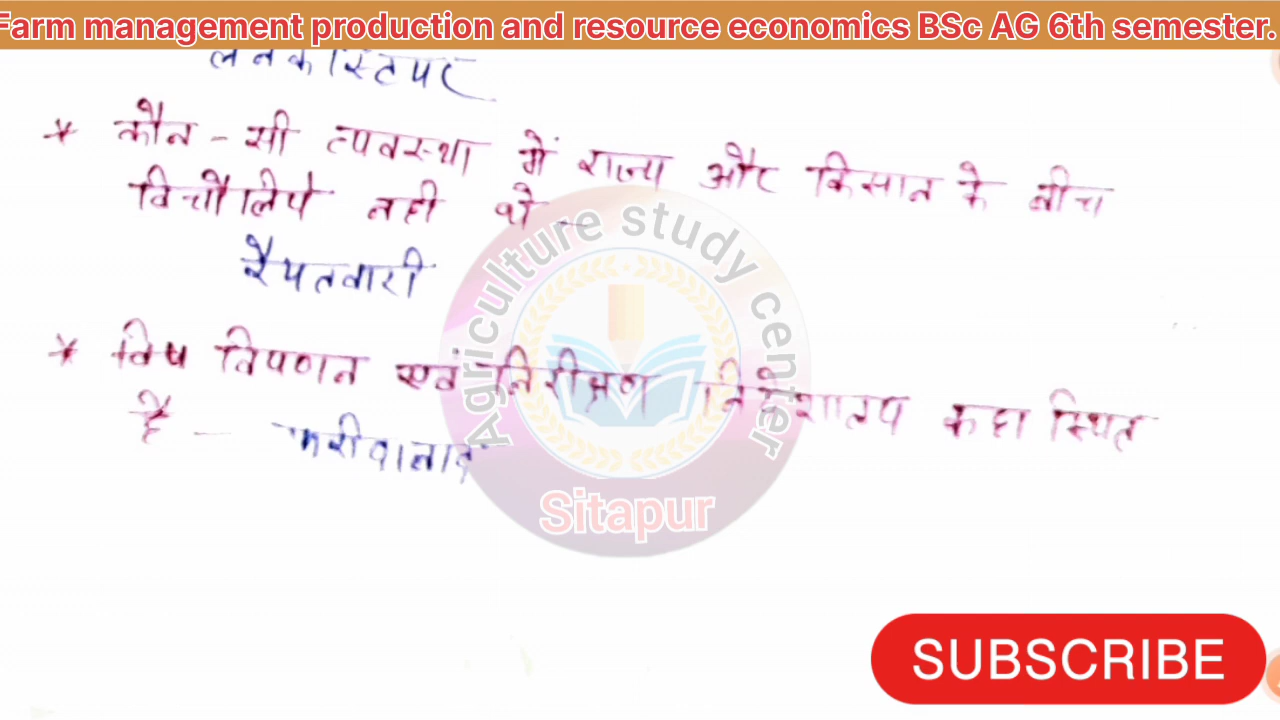 Farm management production and resource economics BSc AG 6th semester.
* कौन - सी व्यवस्था में राज्य और किसान के बीच
विचौलिये नही थे -
रैयतवारी
* विष विपणन एवं निरीक्षण निदेशालय कहा स्थित
है - फरीदाबाद
Agriculture study center
Sitapur
SUBSCRIBE